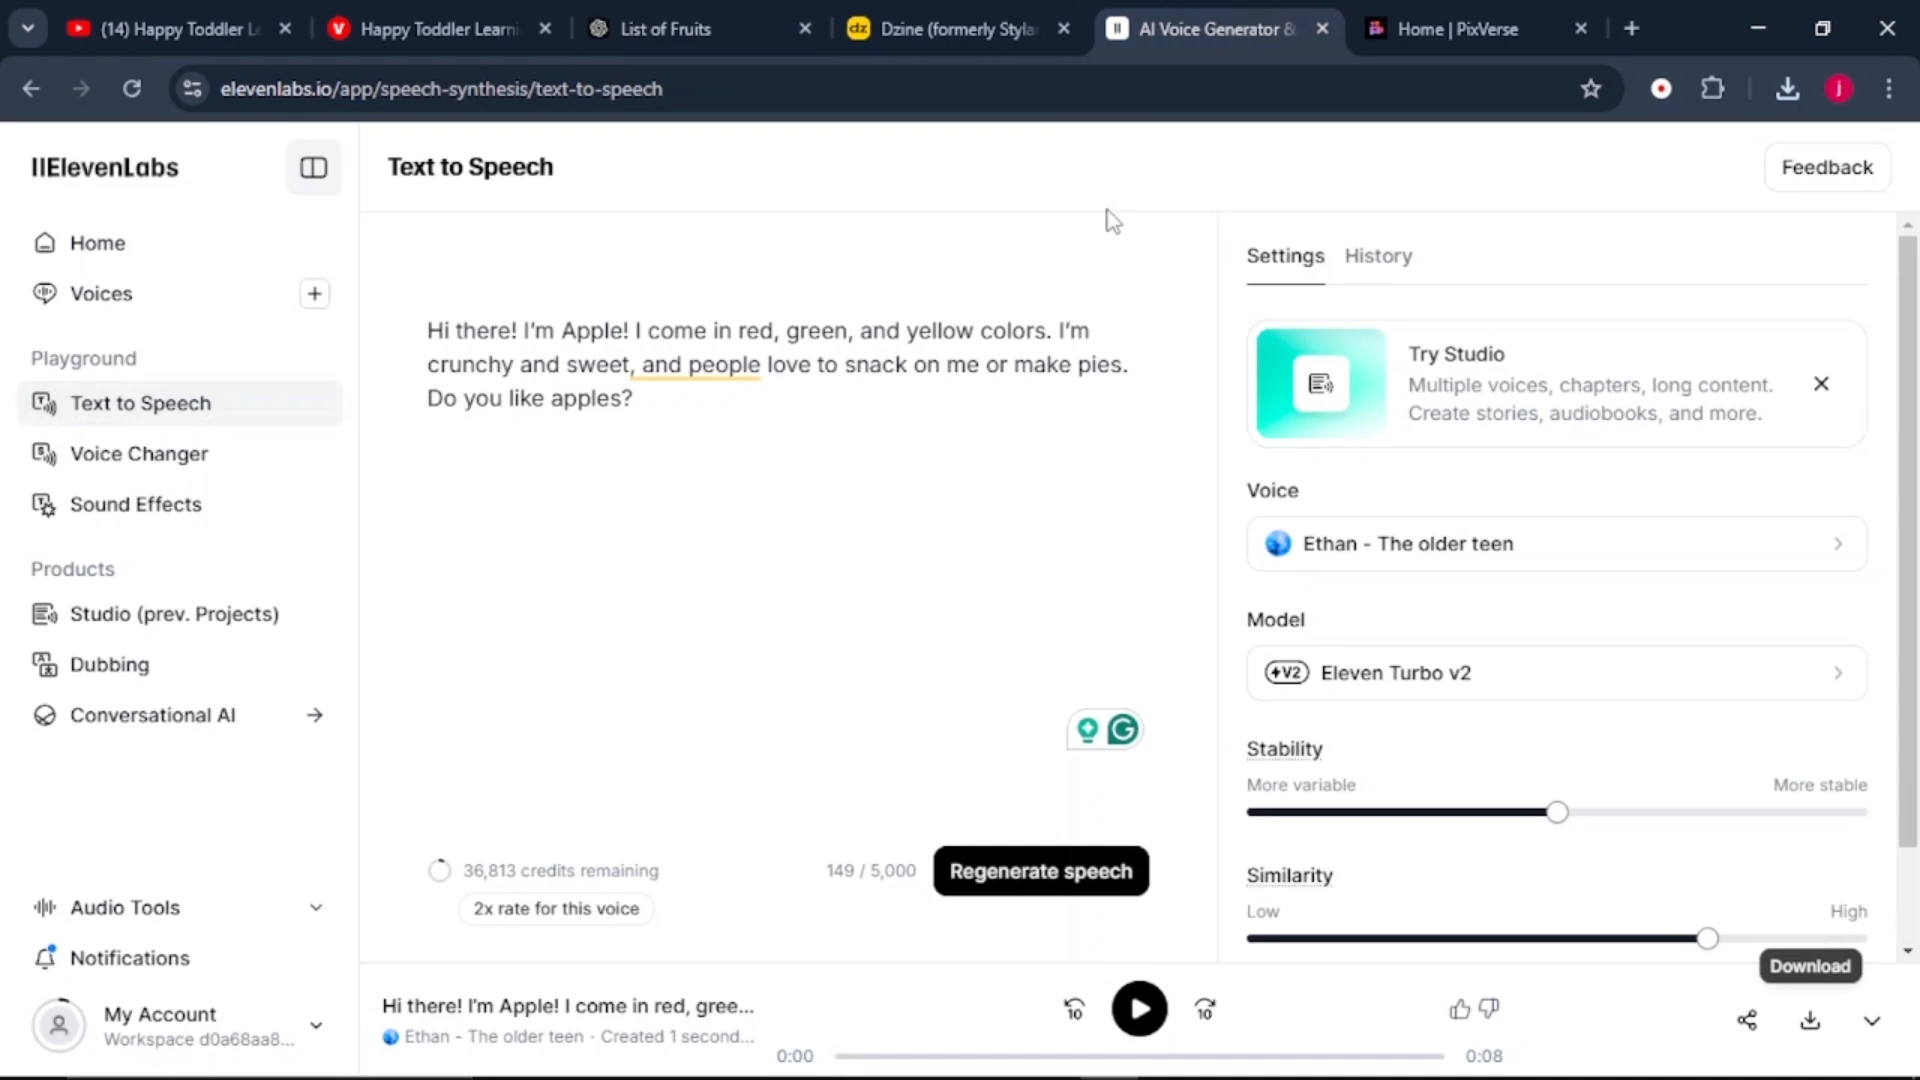 (14) Happy Toddler Le
Happy Toddler Learni
List of Fruits
dz
Dzine (formerly Stylar
AI Voice Generator &
Home | PixVerse
elevenlabs.io/app/speech-synthesis/text-to-speech
j
IIElevenLabs
Text to Speech
Feedback
Home
Voices
Playground
Text to Speech
Voice Changer
Sound Effects
Products
Studio (prev. Projects)
Dubbing
Conversational AI
Audio Tools
Notifications
My Account
Workspace d0a68aa8...
Hi there! I'm Apple! I come in red, green, and yellow colors. I'm
crunchy and sweet, and people love to snack on me or make pies.
Do you like apples?
36,813 credits remaining
149 / 5,000
Regenerate speech
2x rate for this voice
Settings
History
Try Studio
Multiple voices, chapters, long content.
Create stories, audiobooks, and more.
Voice
Ethan - The older teen
Model
V2
Eleven Turbo v2
Stability
More variable
More stable
Similarity
Low
High
Download
Hi there! I'm Apple! I come in red, gree...
Ethan - The older teen · Created 1 second...
10
10
0:00
0:08